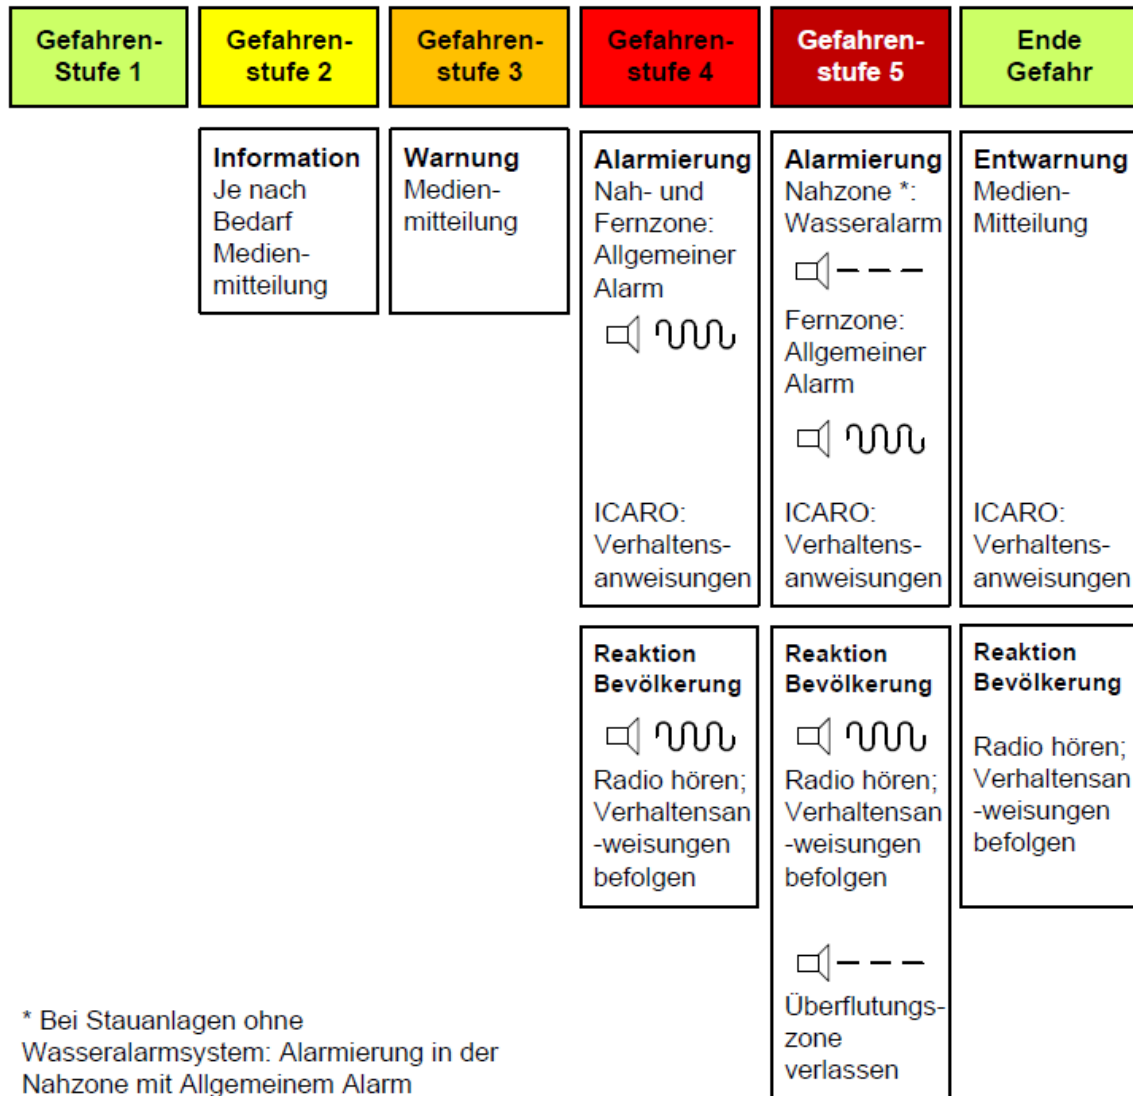 Gefahren-
Stufe 1
Gefahren-
stufe 2
Gefahren-
stufe 3
Gefahren-
stufe 4
Gefahren-
stufe 5
Ende
Gefahr
Information
Je nach
Bedarf
Medien-
mitteilung
Warnung
Medien-
mitteilung
Alarmierung
Nah- und
Fernzone:
Allgemeiner
Alarm
ICARO:
Verhaltens-
anweisungen
Alarmierung
Nahzone *:
Wasseralarm
Fernzone:
Allgemeiner
Alarm
ICARO:
Verhaltens-
anweisungen
Entwarnung
Medien-
Mitteilung
ICARO:
Verhaltens-
anweisungen
Reaktion
Bevölkerung
Radio hören;
Verhaltensan
-weisungen
befolgen
Reaktion
Bevölkerung
Radio hören;
Verhaltensan
-weisungen
befolgen
Überflutungs-
zone
verlassen
Reaktion
Bevölkerung
Radio hören;
Verhaltensan
-weisungen
befolgen
* Bei Stauanlagen ohne
Wasseralarmsystem: Alarmierung in der
Nahzone mit Allgemeinem Alarm